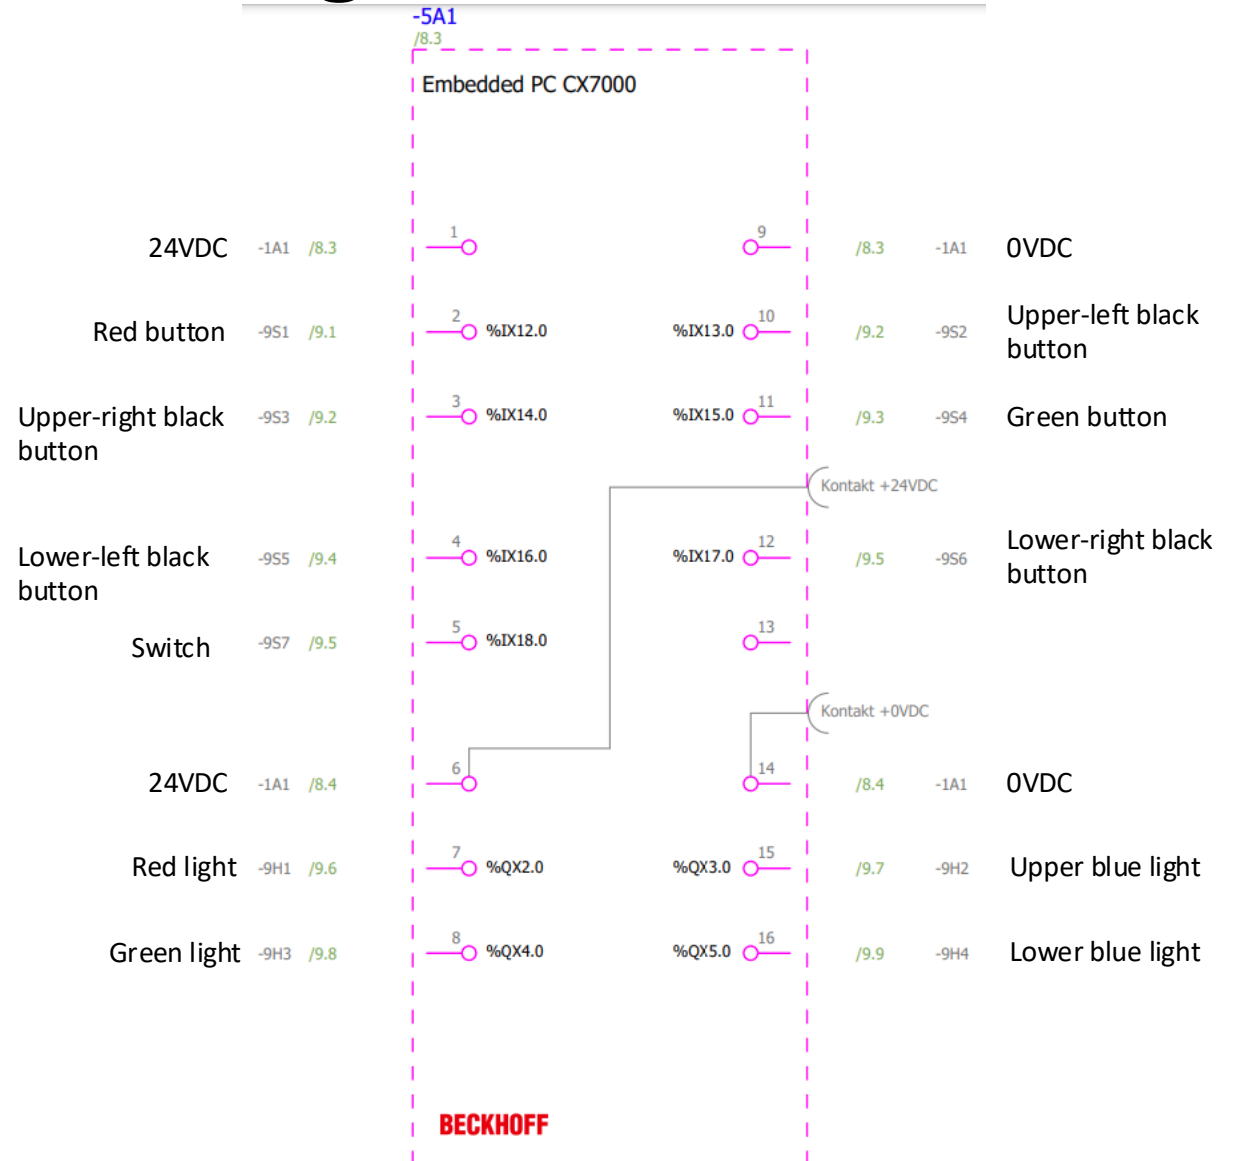 -5A1
/8.3
Embedded PC CX7000
24VDC -1A1 /8.3 1 9 /8.3 -1A1 0VDC
Red button -9S1 /9.1 2 %IX12.0 %IX13.0 10 /9.2 -9S2 Upper-left black
button
Upper-right black -9S3 /9.2 3 %IX14.0 %IX15.0 11 /9.3 -9S4 Green button
button
Kontakt +24VDC
Lower-left black -9S5 /9.4 4 %IX16.0 %IX17.0 12 /9.5 -9S6 Lower-right black
button button
Switch -9S7 /9.5 5 %IX18.0 13
Kontakt +0VDC
24VDC -1A1 /8.4 6 14 /8.4 -1A1 0VDC
Red light -9H1 /9.6 7 %QX2.0 %QX3.0 15 /9.7 -9H2 Upper blue light
Green light -9H3 /9.8 8 %QX4.0 %QX5.0 16 /9.9 -9H4 Lower blue light
BECKHOFF